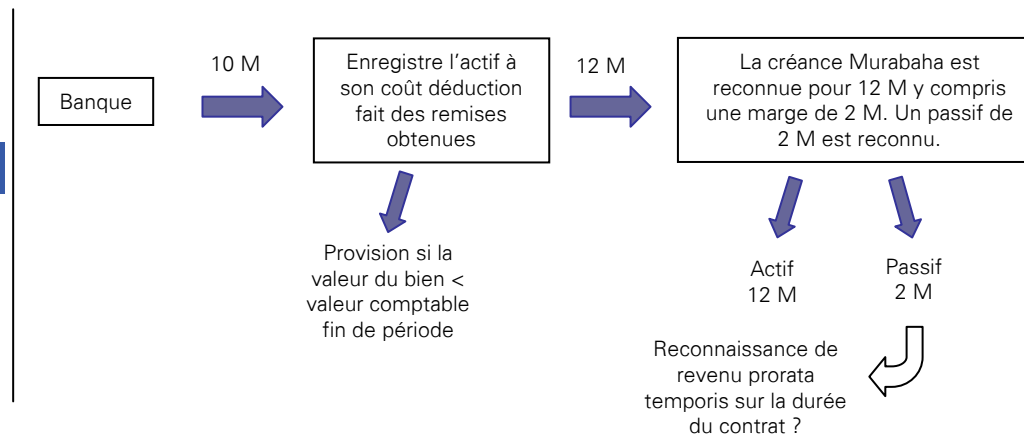 Banque
10 M
Enregistre l’actif à
son coût déduction
fait des remises
obtenues
12 M
La créance Murabaha est
reconnue pour 12 M y compris
une marge de 2 M. Un passif de
2 M est reconnu.
Provision si la
valeur du bien <
valeur comptable
fin de période
Actif
12 M
Passif
2 M
Reconnaissance de
revenu prorata
temporis sur la durée
du contrat ?